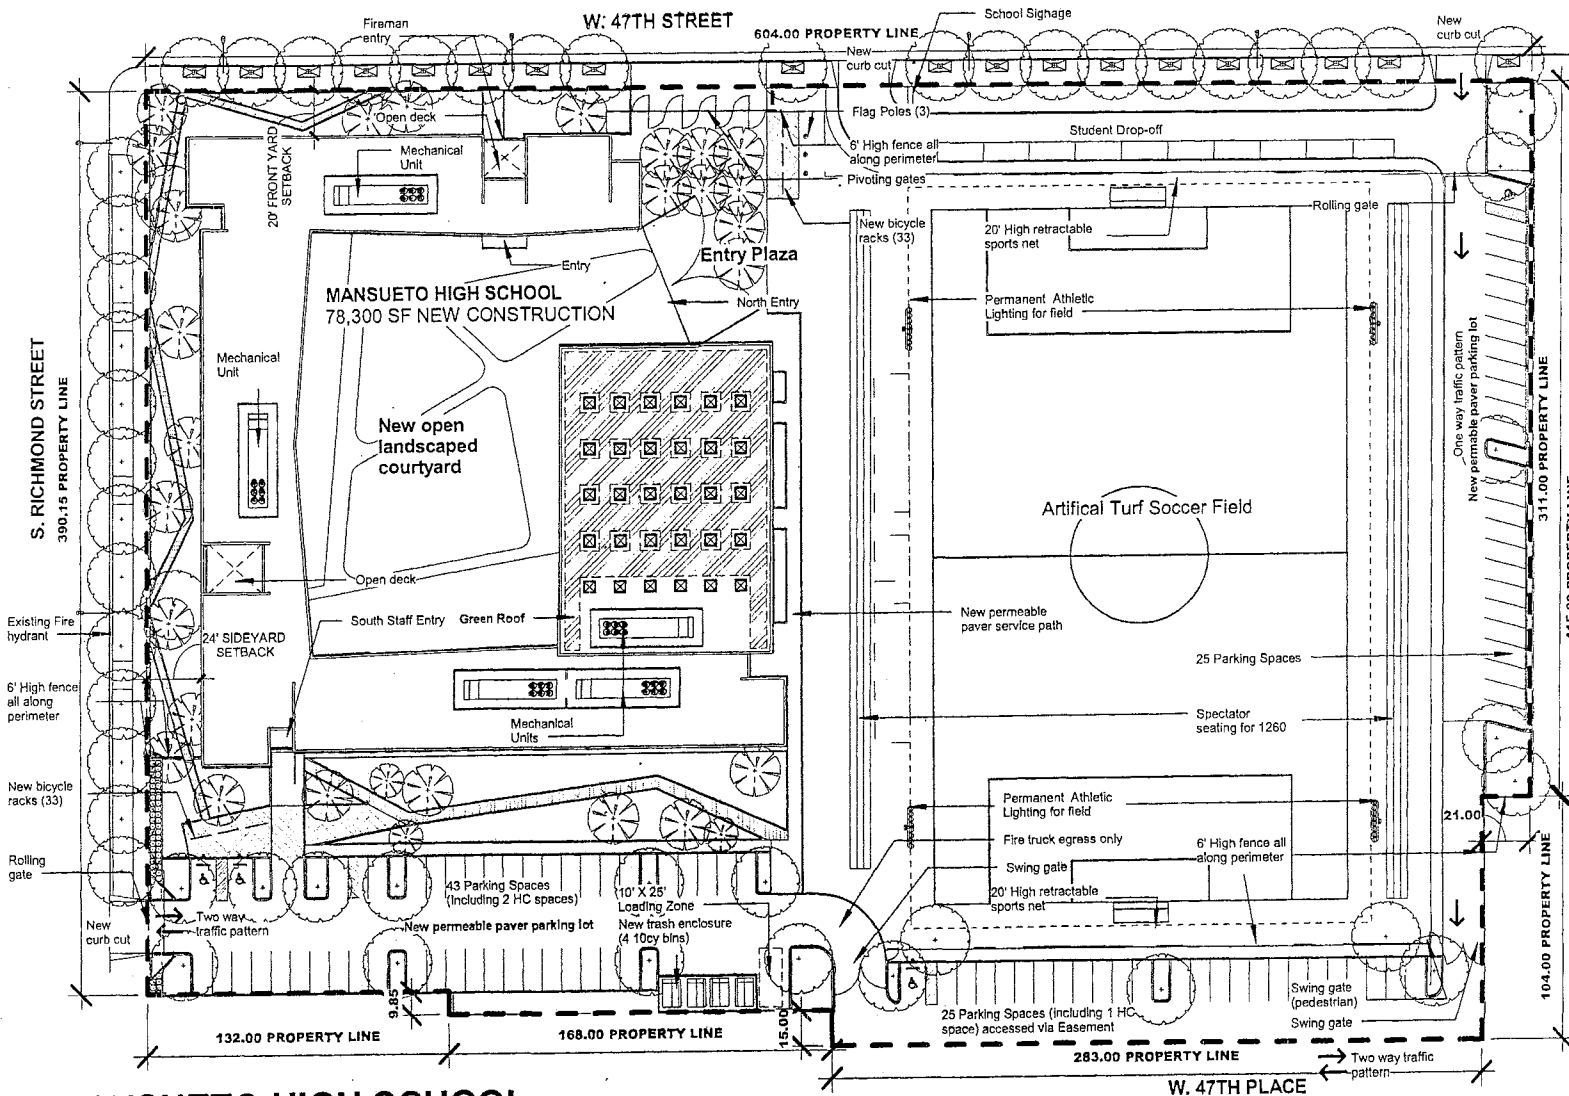 W. 47TH STREET
604.00 PROPERTY LINE
Fireman
entry
School Signage
New
curb cut
New
curb cut
Open deck
Flag Poles (3)
Student Drop-off
20' FRONT YARD
SETBACK
Mechanical
Unit
6' High fence all
along perimeter
Pivoting gates
Rolling gate
New bicycle
racks (33)
20' High retractable
sports net
Entry Plaza
Entry
MANSUETO HIGH SCHOOL
78,300 SF NEW CONSTRUCTION
North Entry
Permanent Athletic
Lighting for field
S. RICHMOND STREET
390.15 PROPERTY LINE
Mechanical
Unit
New open
landscaped
courtyard
One way traffic pattern
New permable paver parking lot
311.00 PROPERTY LINE
Artifical Turf Soccer Field
Open deck
Existing Fire
hydrant
South Staff Entry
Green Roof
New permeable
paver service path
24' SIDEYARD
SETBACK
25 Parking Spaces
6' High fence
all along
perimeter
Mechanical
Units
Spectator
seating for 1260
New bicycle
racks (33)
Permanent Athletic
Lighting for field
21.00
Fire truck egress only
6' High fence all
along perimeter
Rolling
gate
Swing gate
43 Parking Spaces
(Including 2 HC spaces)
10' X 25'
Loading Zone
20' High retractable
sports net
New
curb cut
Two way
traffic pattern
New permeable paver parking lot
New trash enclosure
(4 10cy bins)
104.00 PROPERTY LINE
9.85
15.00
Swing gate
(pedestrian)
25 Parking Spaces (including 1 HC
space) accessed via Easement
Swing gate
132.00 PROPERTY LINE
168.00 PROPERTY LINE
283.00 PROPERTY LINE
Two way traffic
pattern
W. 47TH PLACE
HIGH SCHOOL